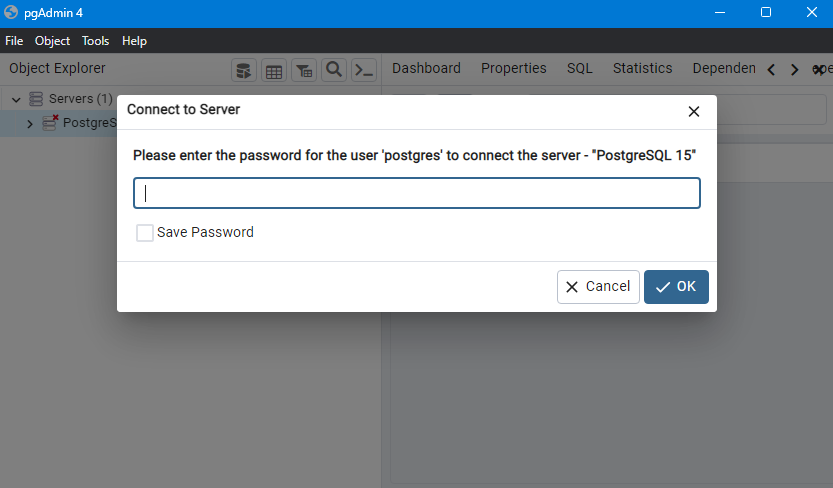 pgAdmin 4
File Object Tools Help
Object Explorer
Dashboard Properties SQL Statistics Dependen
Servers (1)
PostgreS
Connect to Server
Please enter the password for the user 'postgres' to connect the server - "PostgreSQL 15"
Save Password
Cancel OK